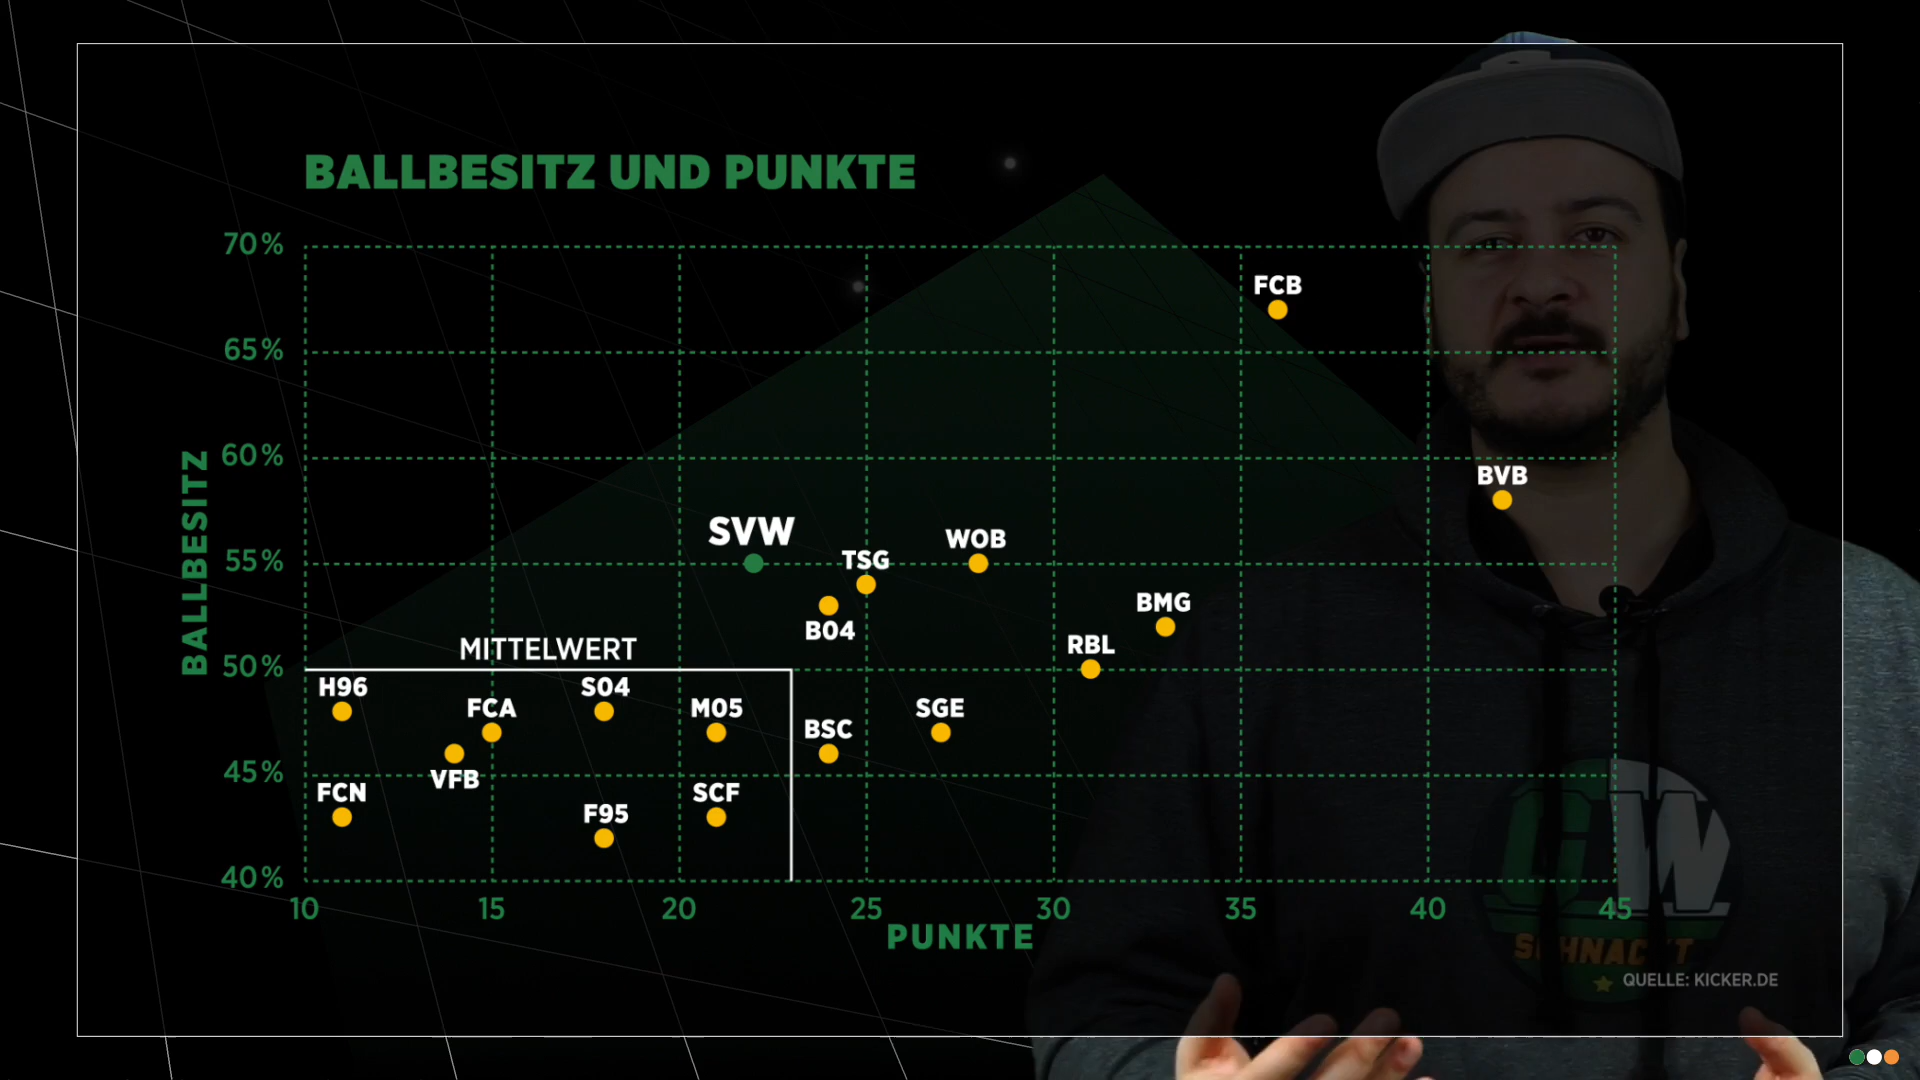 BALLBESITZ UND PUNKTE
70%
FCB
65%
60%
BVB
BALLBESITZ
SVW
WOB
55%
TSG
BMG
B04
RBL
MITTELWERT
50%
H96
S04
FCA
M05
SGE
BSC
45%
VFB
FCN
SCF
F95
40%
10 15 20 25 30 35 40 45
PUNKTE
GW
SCHNACKT
QUELLE: KICKER.DE